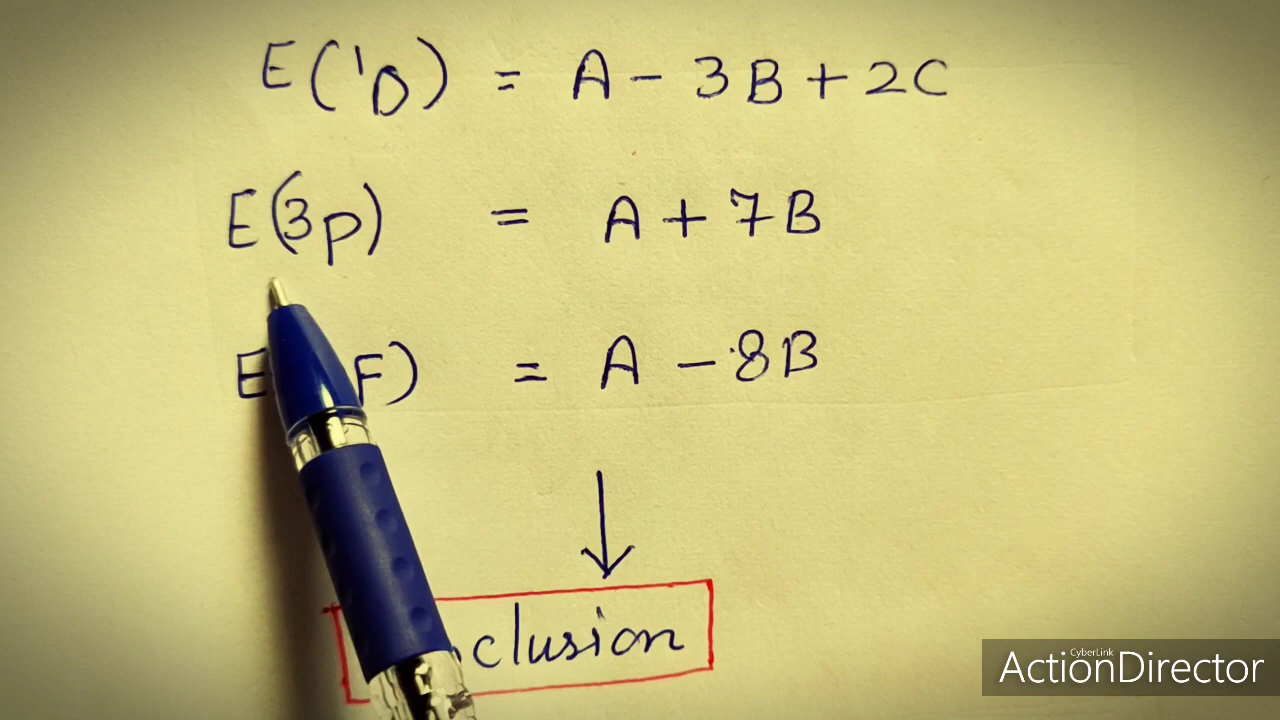 E(¹D) = A - 3B + 2C
E(3p) = A + 7B
E F) = A - 8B
clusion
CyberLink
ActionDirector